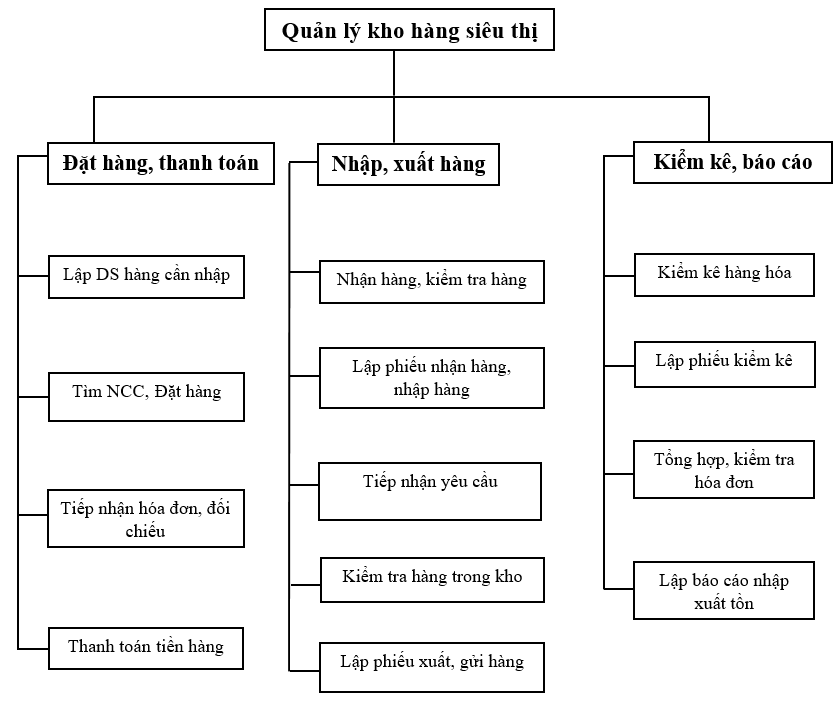 Quản lý kho hàng siêu thị
Đặt hàng, thanh toán
Nhập, xuất hàng
Kiểm kê, báo cáo
Lập DS hàng cần nhập
Tìm NCC, Đặt hàng
Tiếp nhận hóa đơn, đối
chiếu
Thanh toán tiền hàng
Nhận hàng, kiểm tra hàng
Lập phiếu nhận hàng,
nhập hàng
Tiếp nhận yêu cầu
Kiểm tra hàng trong kho
Lập phiếu xuất, gửi hàng
Kiểm kê hàng hóa
Lập phiếu kiểm kê
Tổng hợp, kiểm tra
hóa đơn
Lập báo cáo nhập
xuất tồn